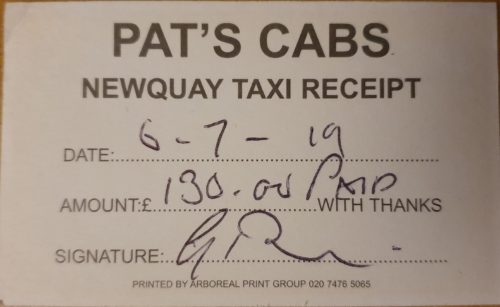 PAT'S CABS
NEWQUAY TAXI RECEIPT
DATE: 6-7-19
AMOUNT:£ 130.00 PAID WITH THANKS
SIGNATURE:
PRINTED BY ARBOREAL PRINT GROUP 020 7476 5065